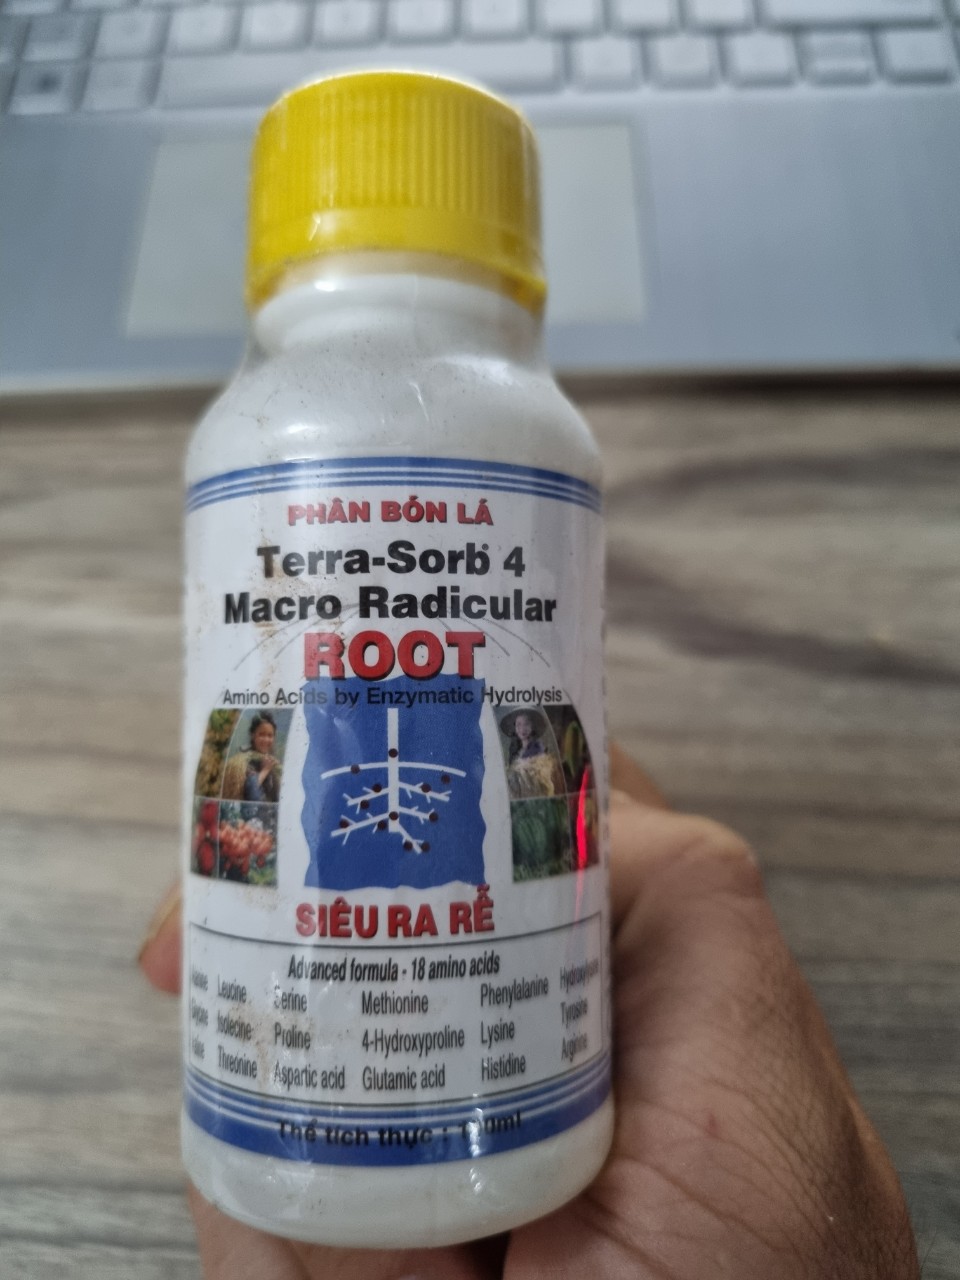 PHÂN BÓN LÁ
Terra-Sorb® 4
Macro Radicular
ROOT
Amino Acids by Enzymatic Hydrolysis
SIÊU RA RỄ
Advanced formula - 18 amino acids
Leucine Serine Methionine Phenylalanine
Isolecine Proline 4-Hydroxyproline Lysine Tyrosine
Threonine Aspartic acid Glutamic acid Histidine Arginine
Thể tích thực :